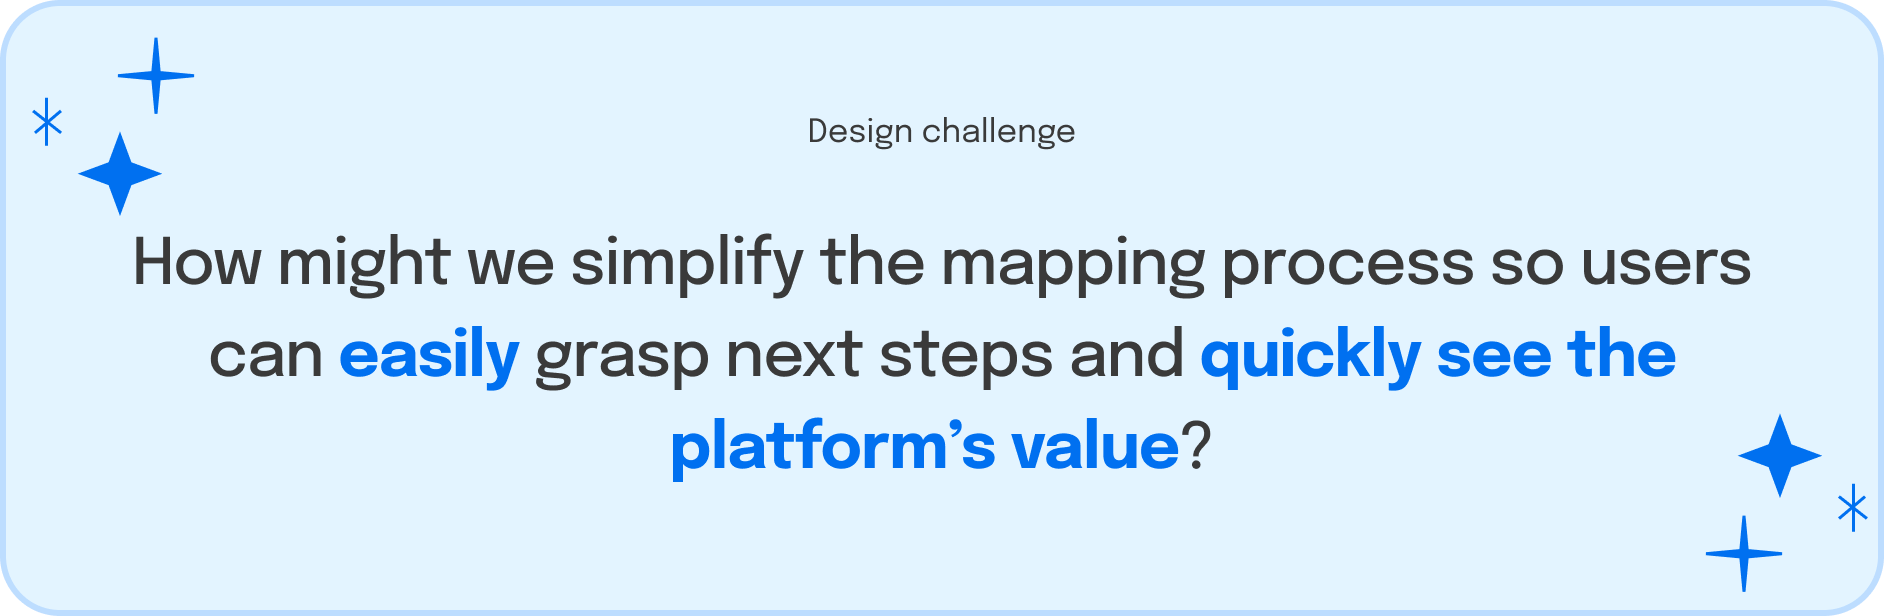 Design challenge
How might we simplify the mapping process so users
can easily grasp next steps and quickly see the
platform’s value?